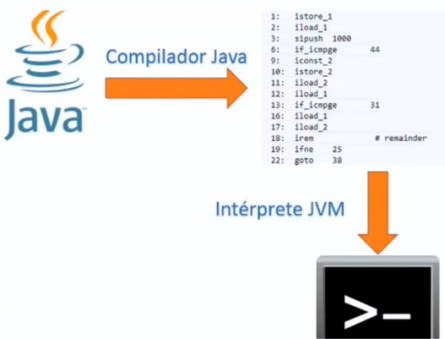 Java
Compilador Java
1: istore_1
2: iload_1
3: sipush 1000
6: if_icmpge 44
9: iconst_2
10: istore_2
11: iload_2
12: iload_1
13: if_icmpge 31
16: iload_1
17: iload_2
18: irem # remainder
19: ifne 25
22: goto 38
Intérprete JVM
>_